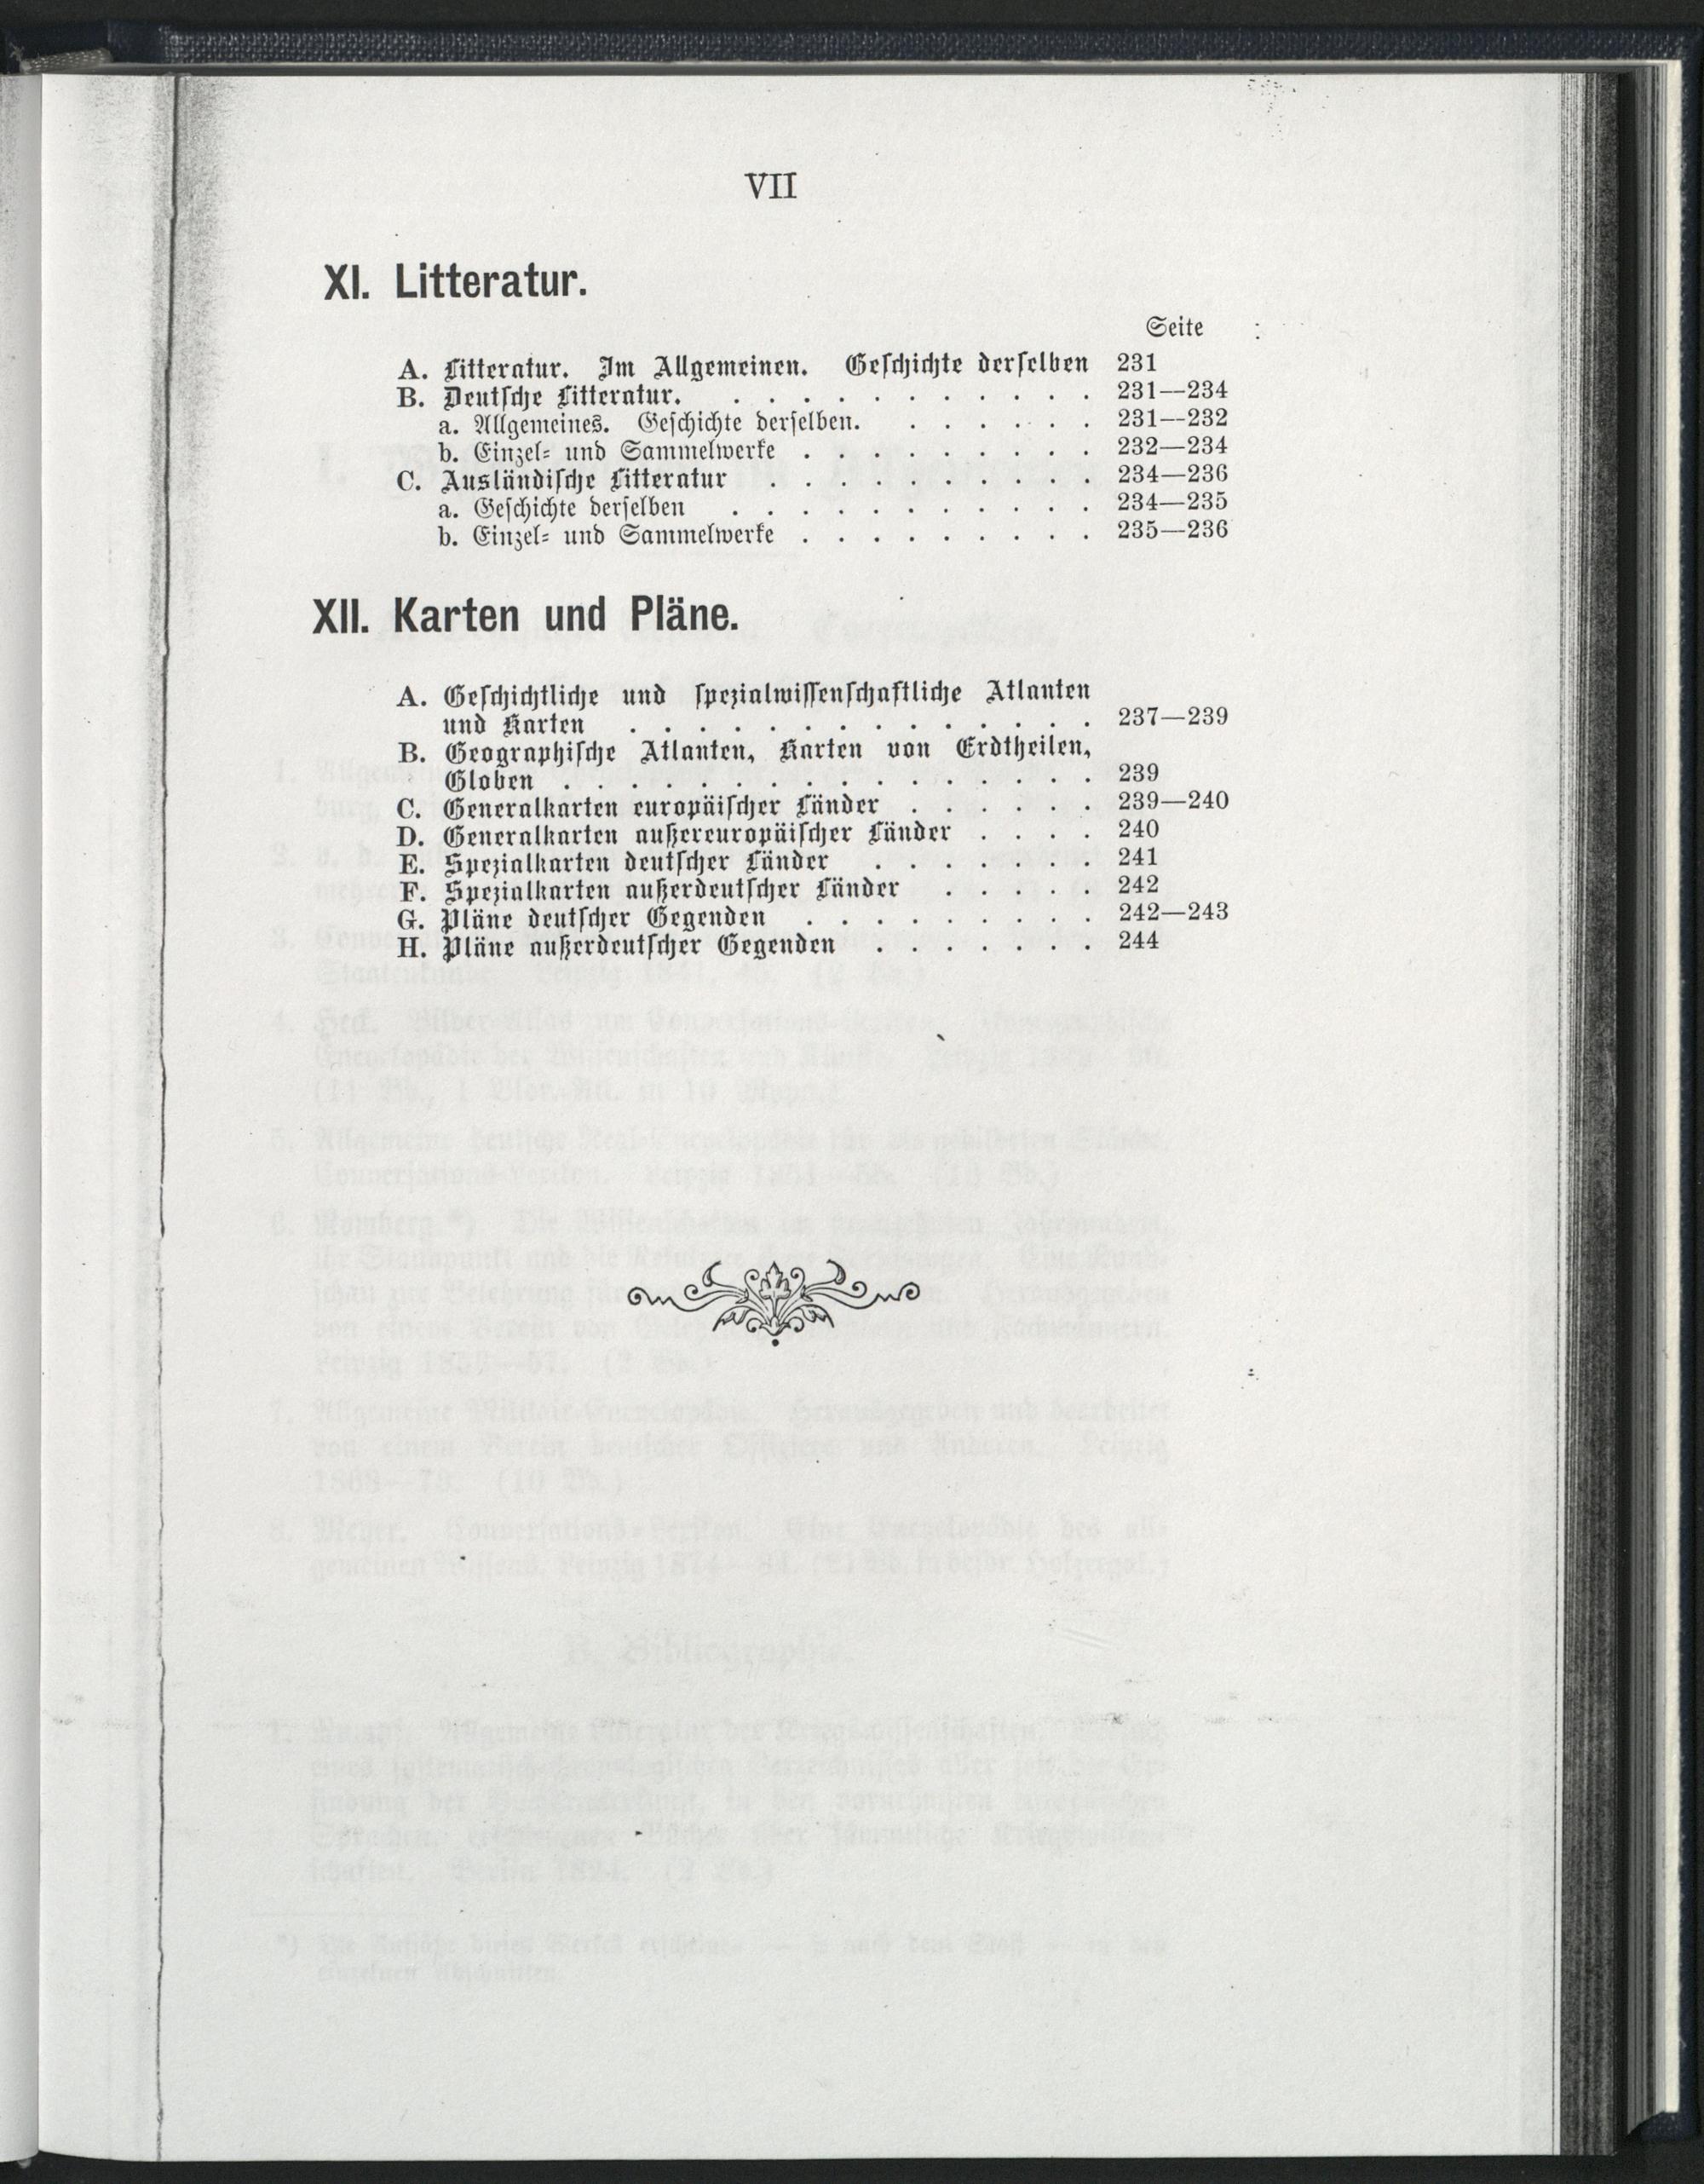 VII
XI. Litteratur.
Seite
A. Litteratur. Im Allgemeinen. Geschichte derselben 231
B. Deutsche Litteratur. . . . . . . . . . . . 231—234
a. Allgemeines. Geschichte derselben. . . . . . . 231—232
b. Einzel- und Sammelwerke . . . . . . . . . 232—234
C. Ausländische Litteratur . . . . . . . . . . 234—236
a. Geschichte derselben . . . . . . . . . . . 234—235
b. Einzel- und Sammelwerke . . . . . . . . . 235—236
XII. Karten und Pläne.
A. Geschichtliche und spezialwissenschaftliche Atlanten
und Karten . . . . . . . . . . . . . . 237—239
B. Geographische Atlanten, Karten von Erdtheilen,
Globen . . . . . . . . . . . . . . . . 239
C. Generalkarten europäischer Länder . . . . . . 239—240
D. Generalkarten außereuropäischer Länder . . . . 240
E. Spezialkarten deutscher Länder . . . . . . . 241
F. Spezialkarten außerdeutscher Länder . . . . . 242
G. Pläne deutscher Gegenden . . . . . . . . . 242—243
H. Pläne außerdeutscher Gegenden . . . . . . . 244